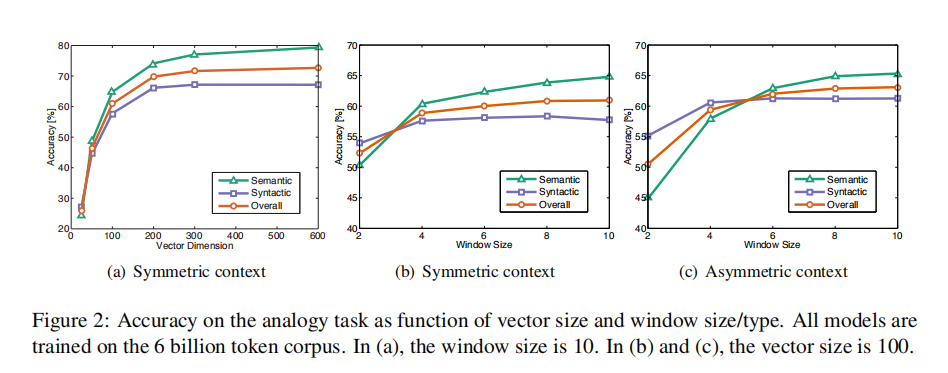 80
70
60
50
40
30
20
0 100 200 300 400 500 600
Accuracy [%]
Vector Dimension
Semantic
Syntactic
Overall
(a) Symmetric context
70
65
60
55
50
45
40
2 4 6 8 10
Accuracy [%]
Window Size
Semantic
Syntactic
Overall
(b) Symmetric context
70
65
60
55
50
45
40
2 4 6 8 10
Accuracy [%]
Window Size
Semantic
Syntactic
Overall
(c) Asymmetric context
Figure 2: Accuracy on the analogy task as function of vector size and window size/type. All models are
trained on the 6 billion token corpus. In (a), the window size is 10. In (b) and (c), the vector size is 100.